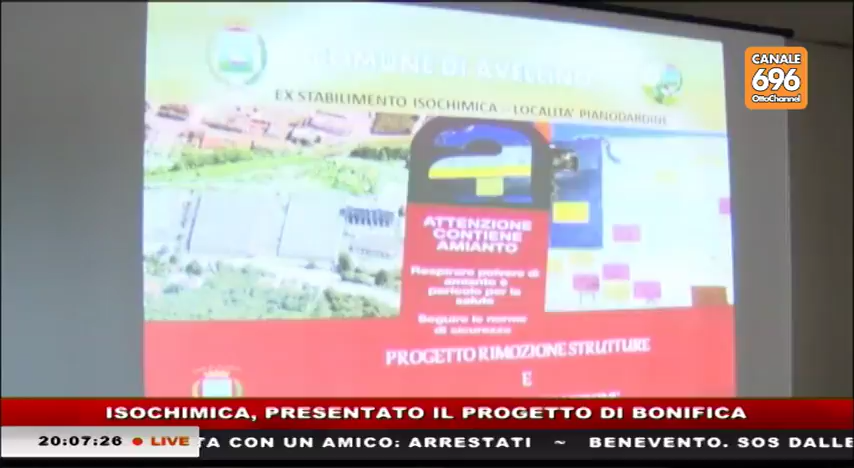 COMUNE DI AVELLINO
CANALE
696
OttoChannel
EX STABILIMENTO ISOCHIMICA - LOCALITA' PIANODARDINE
ATTENZIONE
CONTIENE
AMIANTO
Respirare polvere di
amianto è
pericolo per la
salute
Seguire le norme
di sicurezza
PROGETTO RIMOZIONE STRUTTURE
E
ISOCHIMICA, PRESENTATO IL PROGETTO DI BONIFICA
20:07:26 ● LIVE TA CON UN AMICO: ARRESTATI ~ BENEVENTO. SOS DALLE